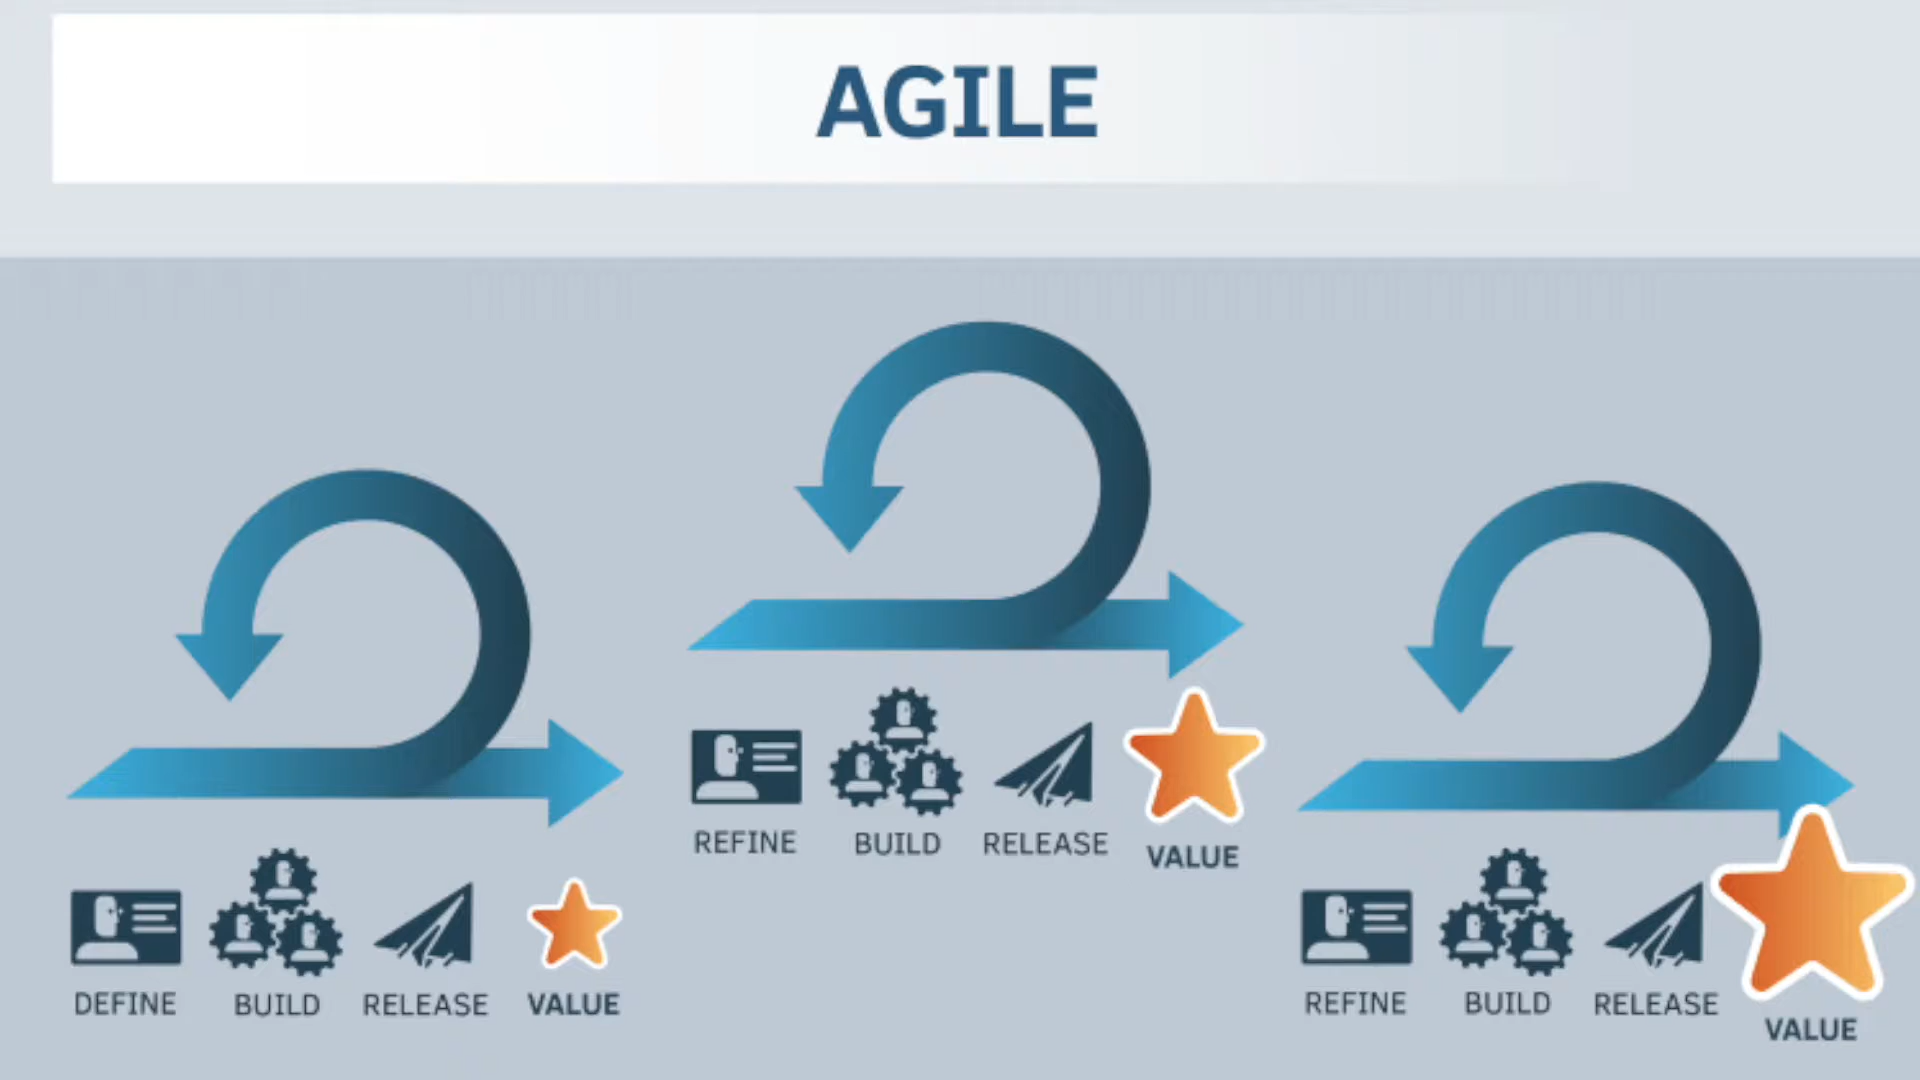 AGILE
REFINE BUILD RELEASE VALUE
DEFINE BUILD RELEASE VALUE
REFINE BUILD RELEASE VALUE